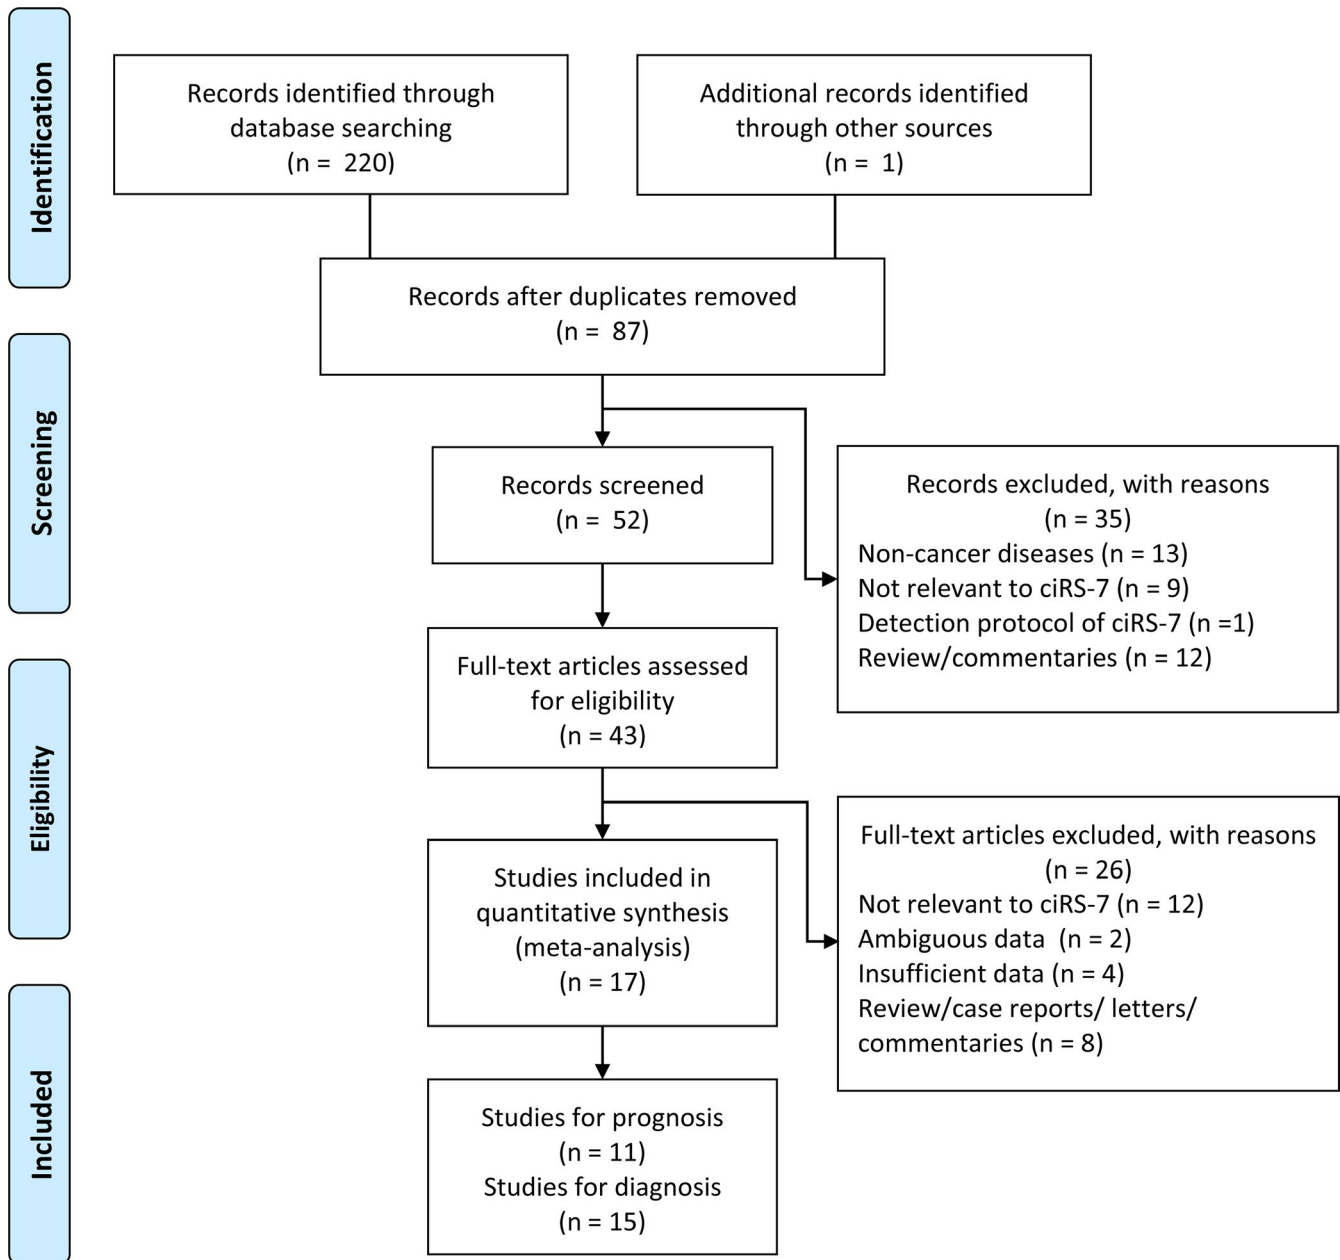 Identification
Records identified through
database searching
(n =  220)
Additional records identified
through other sources
(n =  1)
Records after duplicates removed
(n =  87)
Screening
Records screened
(n =  52)
Records excluded, with reasons
(n = 35)
Non-cancer diseases (n = 13)
Not relevant to ciRS-7 (n = 9)
Detection protocol of ciRS-7 (n =1)
Review/commentaries (n = 12)
Eligibility
Full-text articles assessed
for eligibility
(n = 43)
Full-text articles excluded, with reasons
(n = 26)
Not relevant to ciRS-7 (n = 12)
Ambiguous data  (n = 2)
Insufficient data (n = 4)
Review/case reports/ letters/
commentaries (n = 8)
Studies included in
quantitative synthesis
(meta-analysis)
(n = 17)
Included
Studies for prognosis
(n = 11)
Studies for diagnosis
(n = 15)